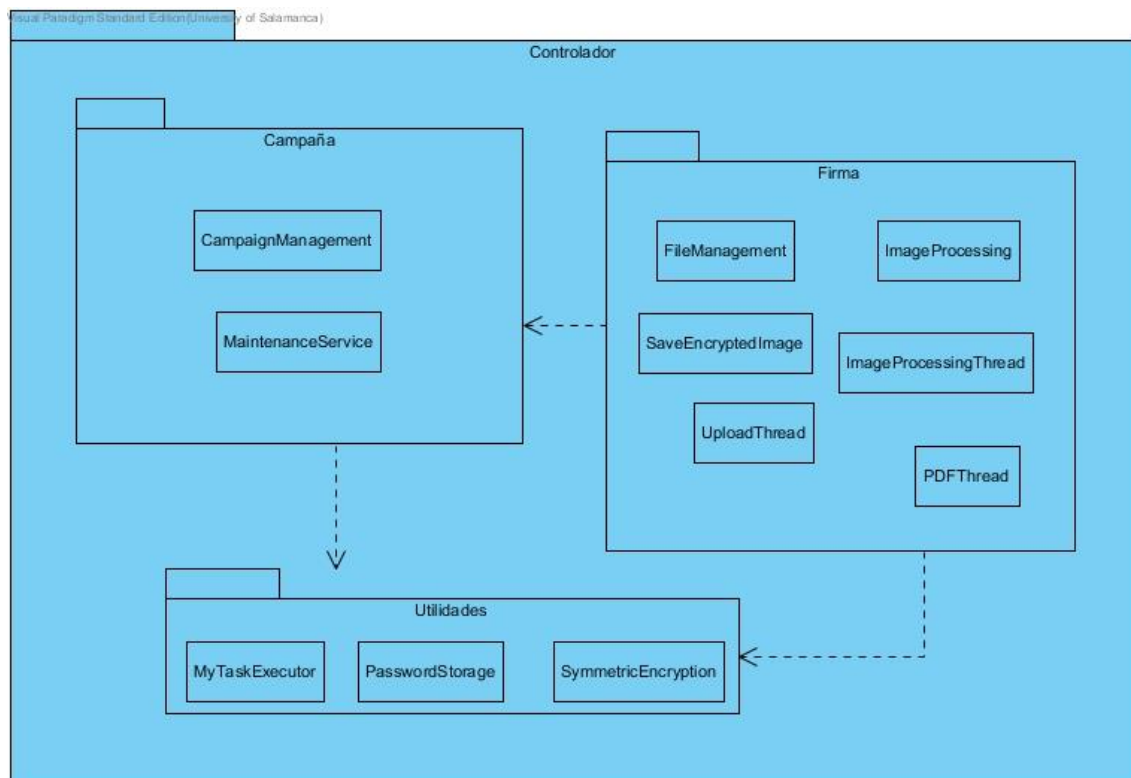 Visual Paradigm Standard Edition(University of Salamanca)
Controlador
Campaña
CampaignManagement
MaintenanceService
Firma
FileManagement
ImageProcessing
SaveEncryptedImage
ImageProcessingThread
UploadThread
PDFThread
Utilidades
MyTaskExecutor
PasswordStorage
SymmetricEncryption